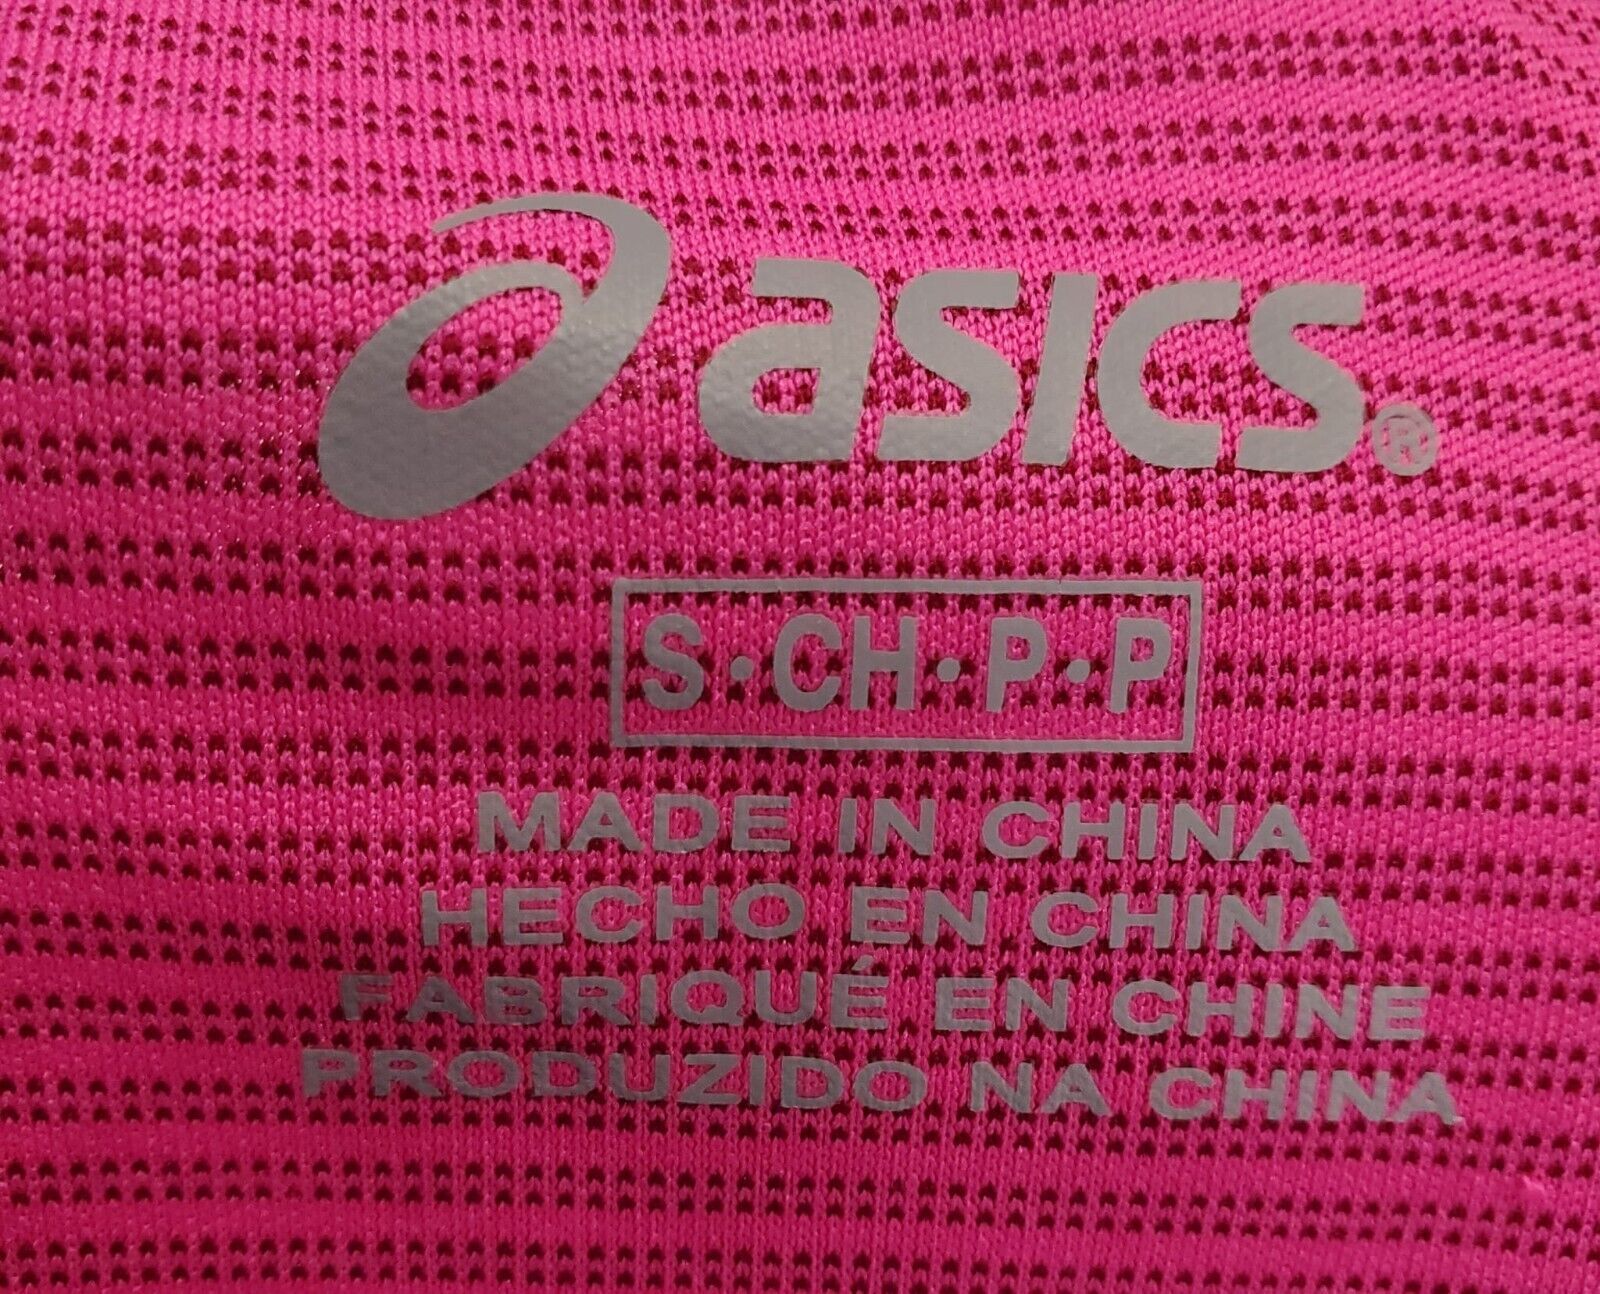 asics®
S·CH·P·P
MADE IN CHINA
HECHO EN CHINA
FABRIQUÉ EN CHINE
PRODUZIDO NA CHINA